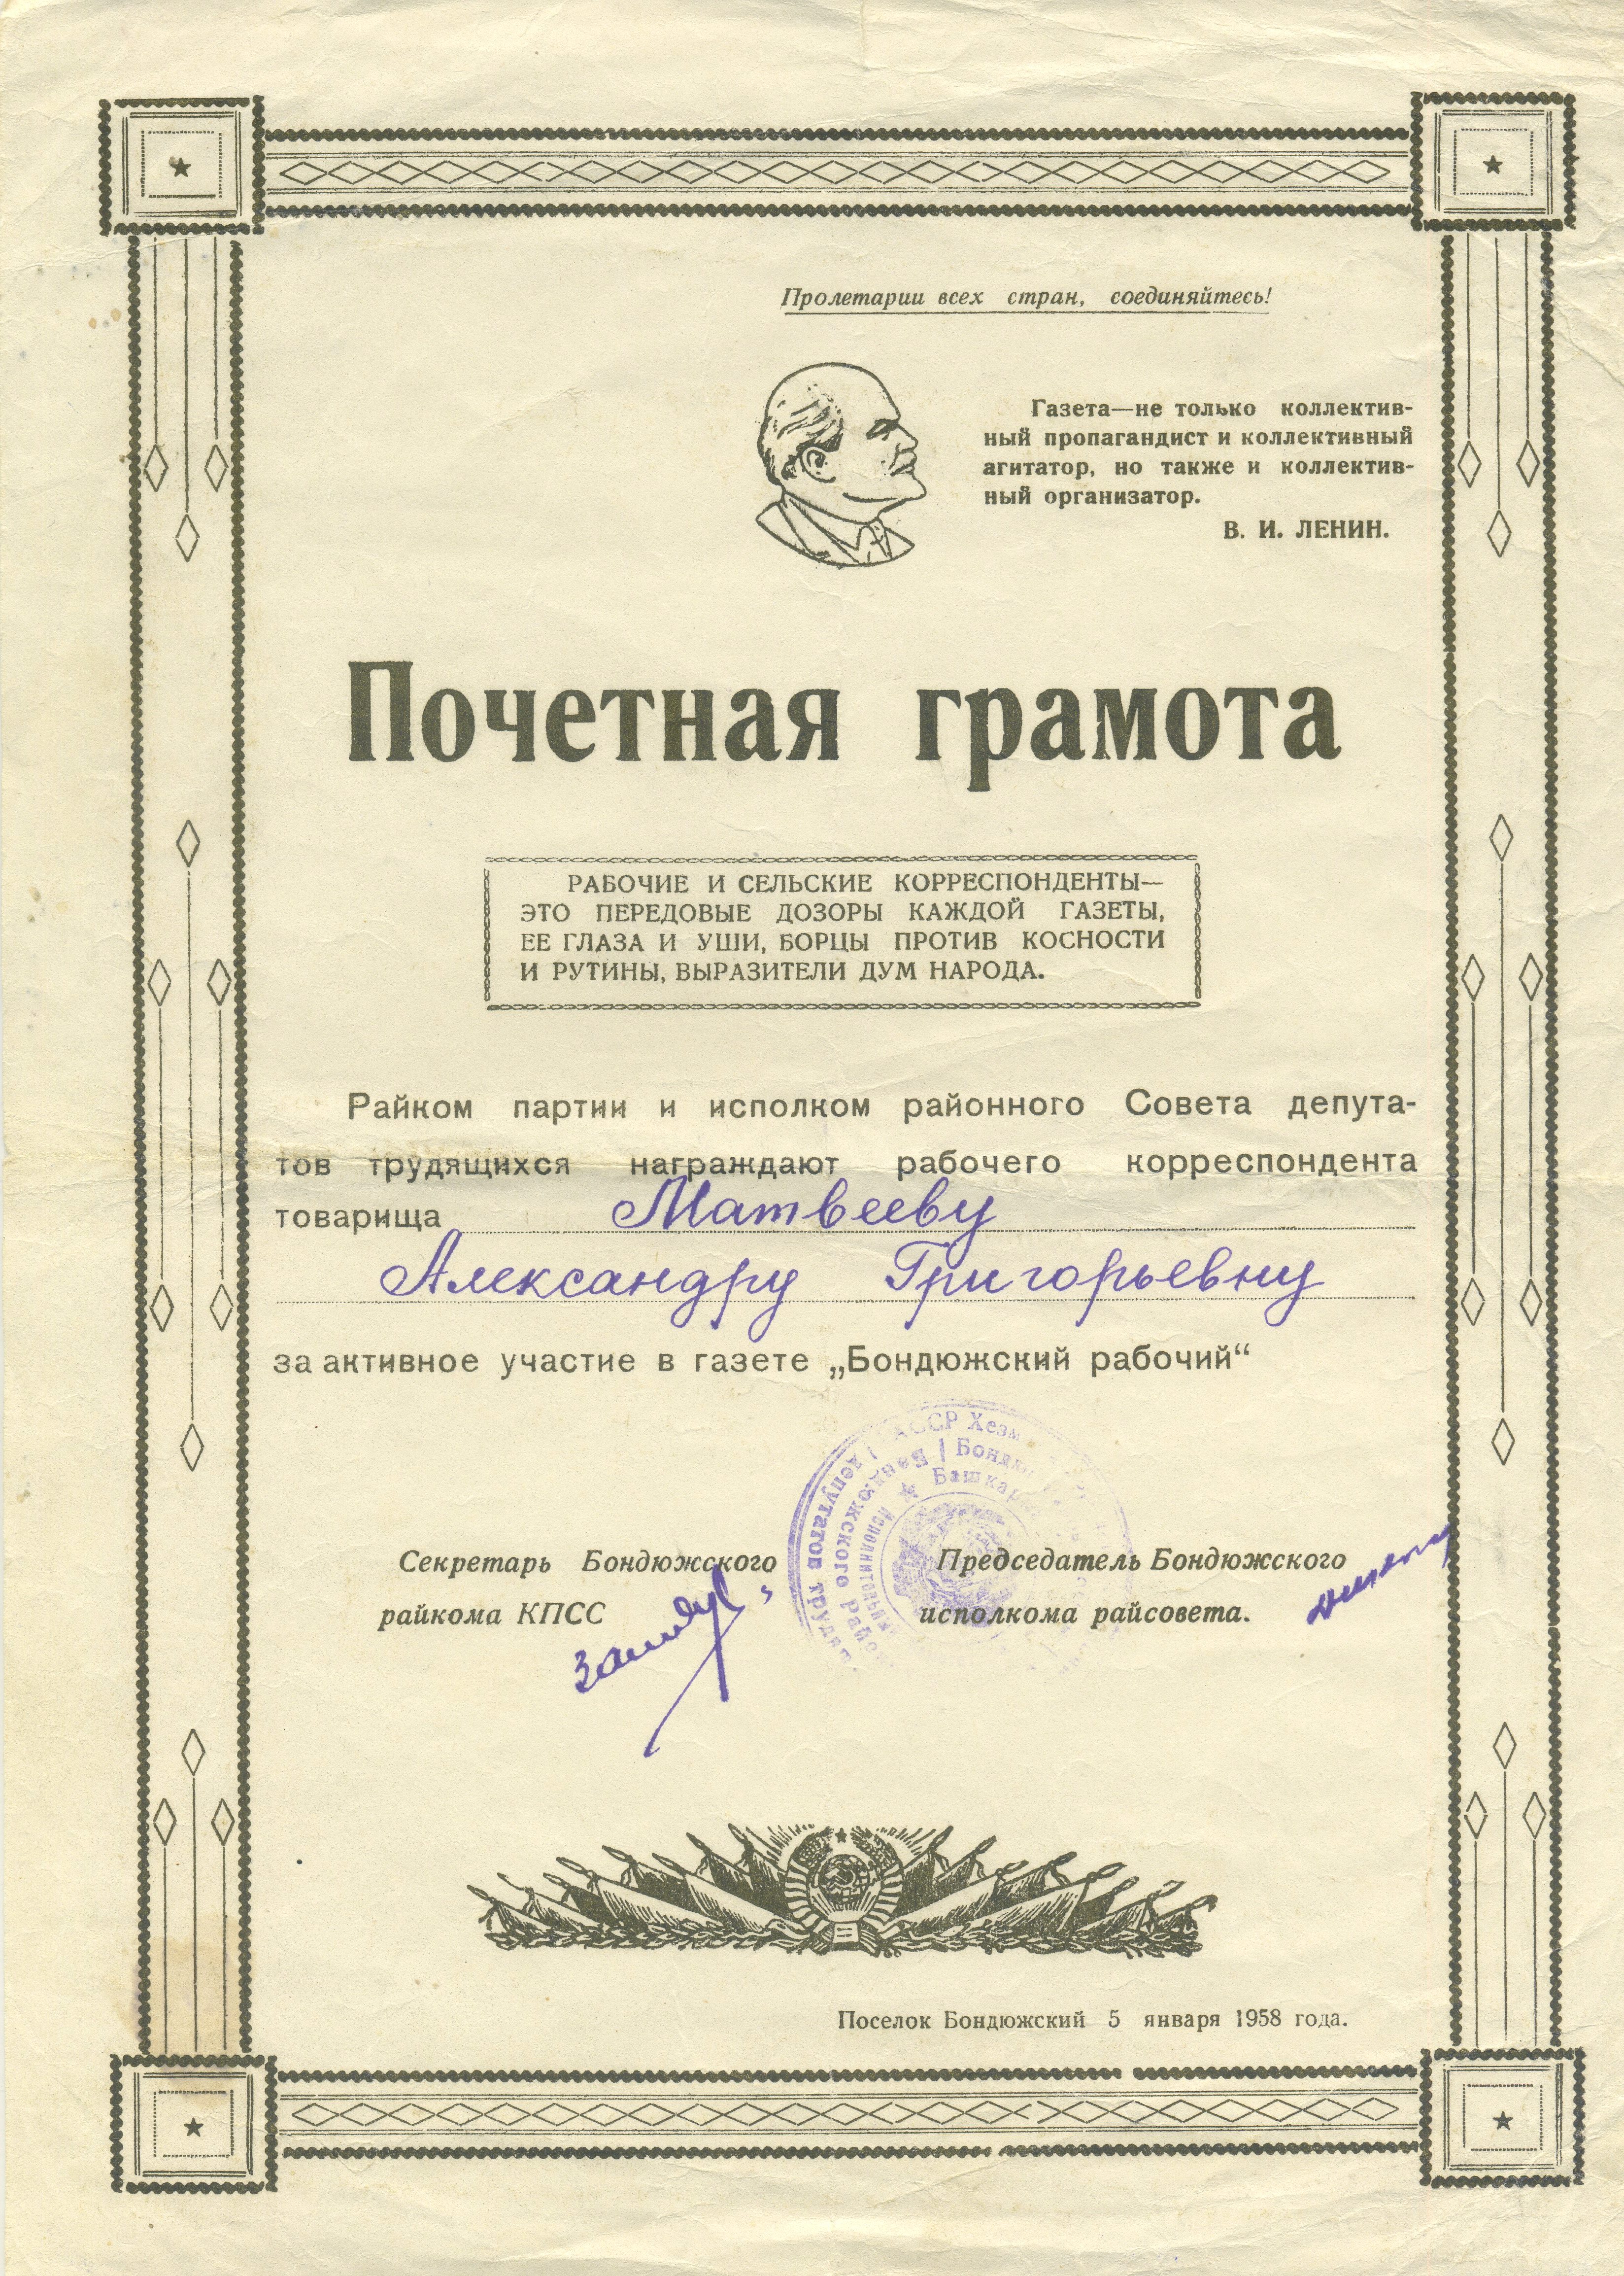 Пролетарии всех стран, соединяйтесь!
Газета—не только коллектив-
ный пропагандист и коллективный
агитатор, но также и коллектив-
ный организатор.
В. И. ЛЕНИН.
Почетная грамота
РАБОЧИЕ И СЕЛЬСКИЕ КОРРЕСПОНДЕНТЫ—
ЭТО ПЕРЕДОВЫЕ ДОЗОРЫ КАЖДОЙ ГАЗЕТЫ,
ЕЕ ГЛАЗА И УШИ, БОРЦЫ ПРОТИВ КОСНОСТИ
И РУТИНЫ, ВЫРАЗИТЕЛИ ДУМ НАРОДА.
Райком партии и исполком районного Совета депута-
тов трудящихся награждают рабочего корреспондента
товарища Матвееву
Александру Григорьевну
за активное участие в газете „Бондюжский рабочий“
АССР
депутатов
Секретарь Бондюжского
райкома КПСС
Председатель Бондюжского
исполкома райсовета.
Поселок Бондюжский 5 января 1958 года.